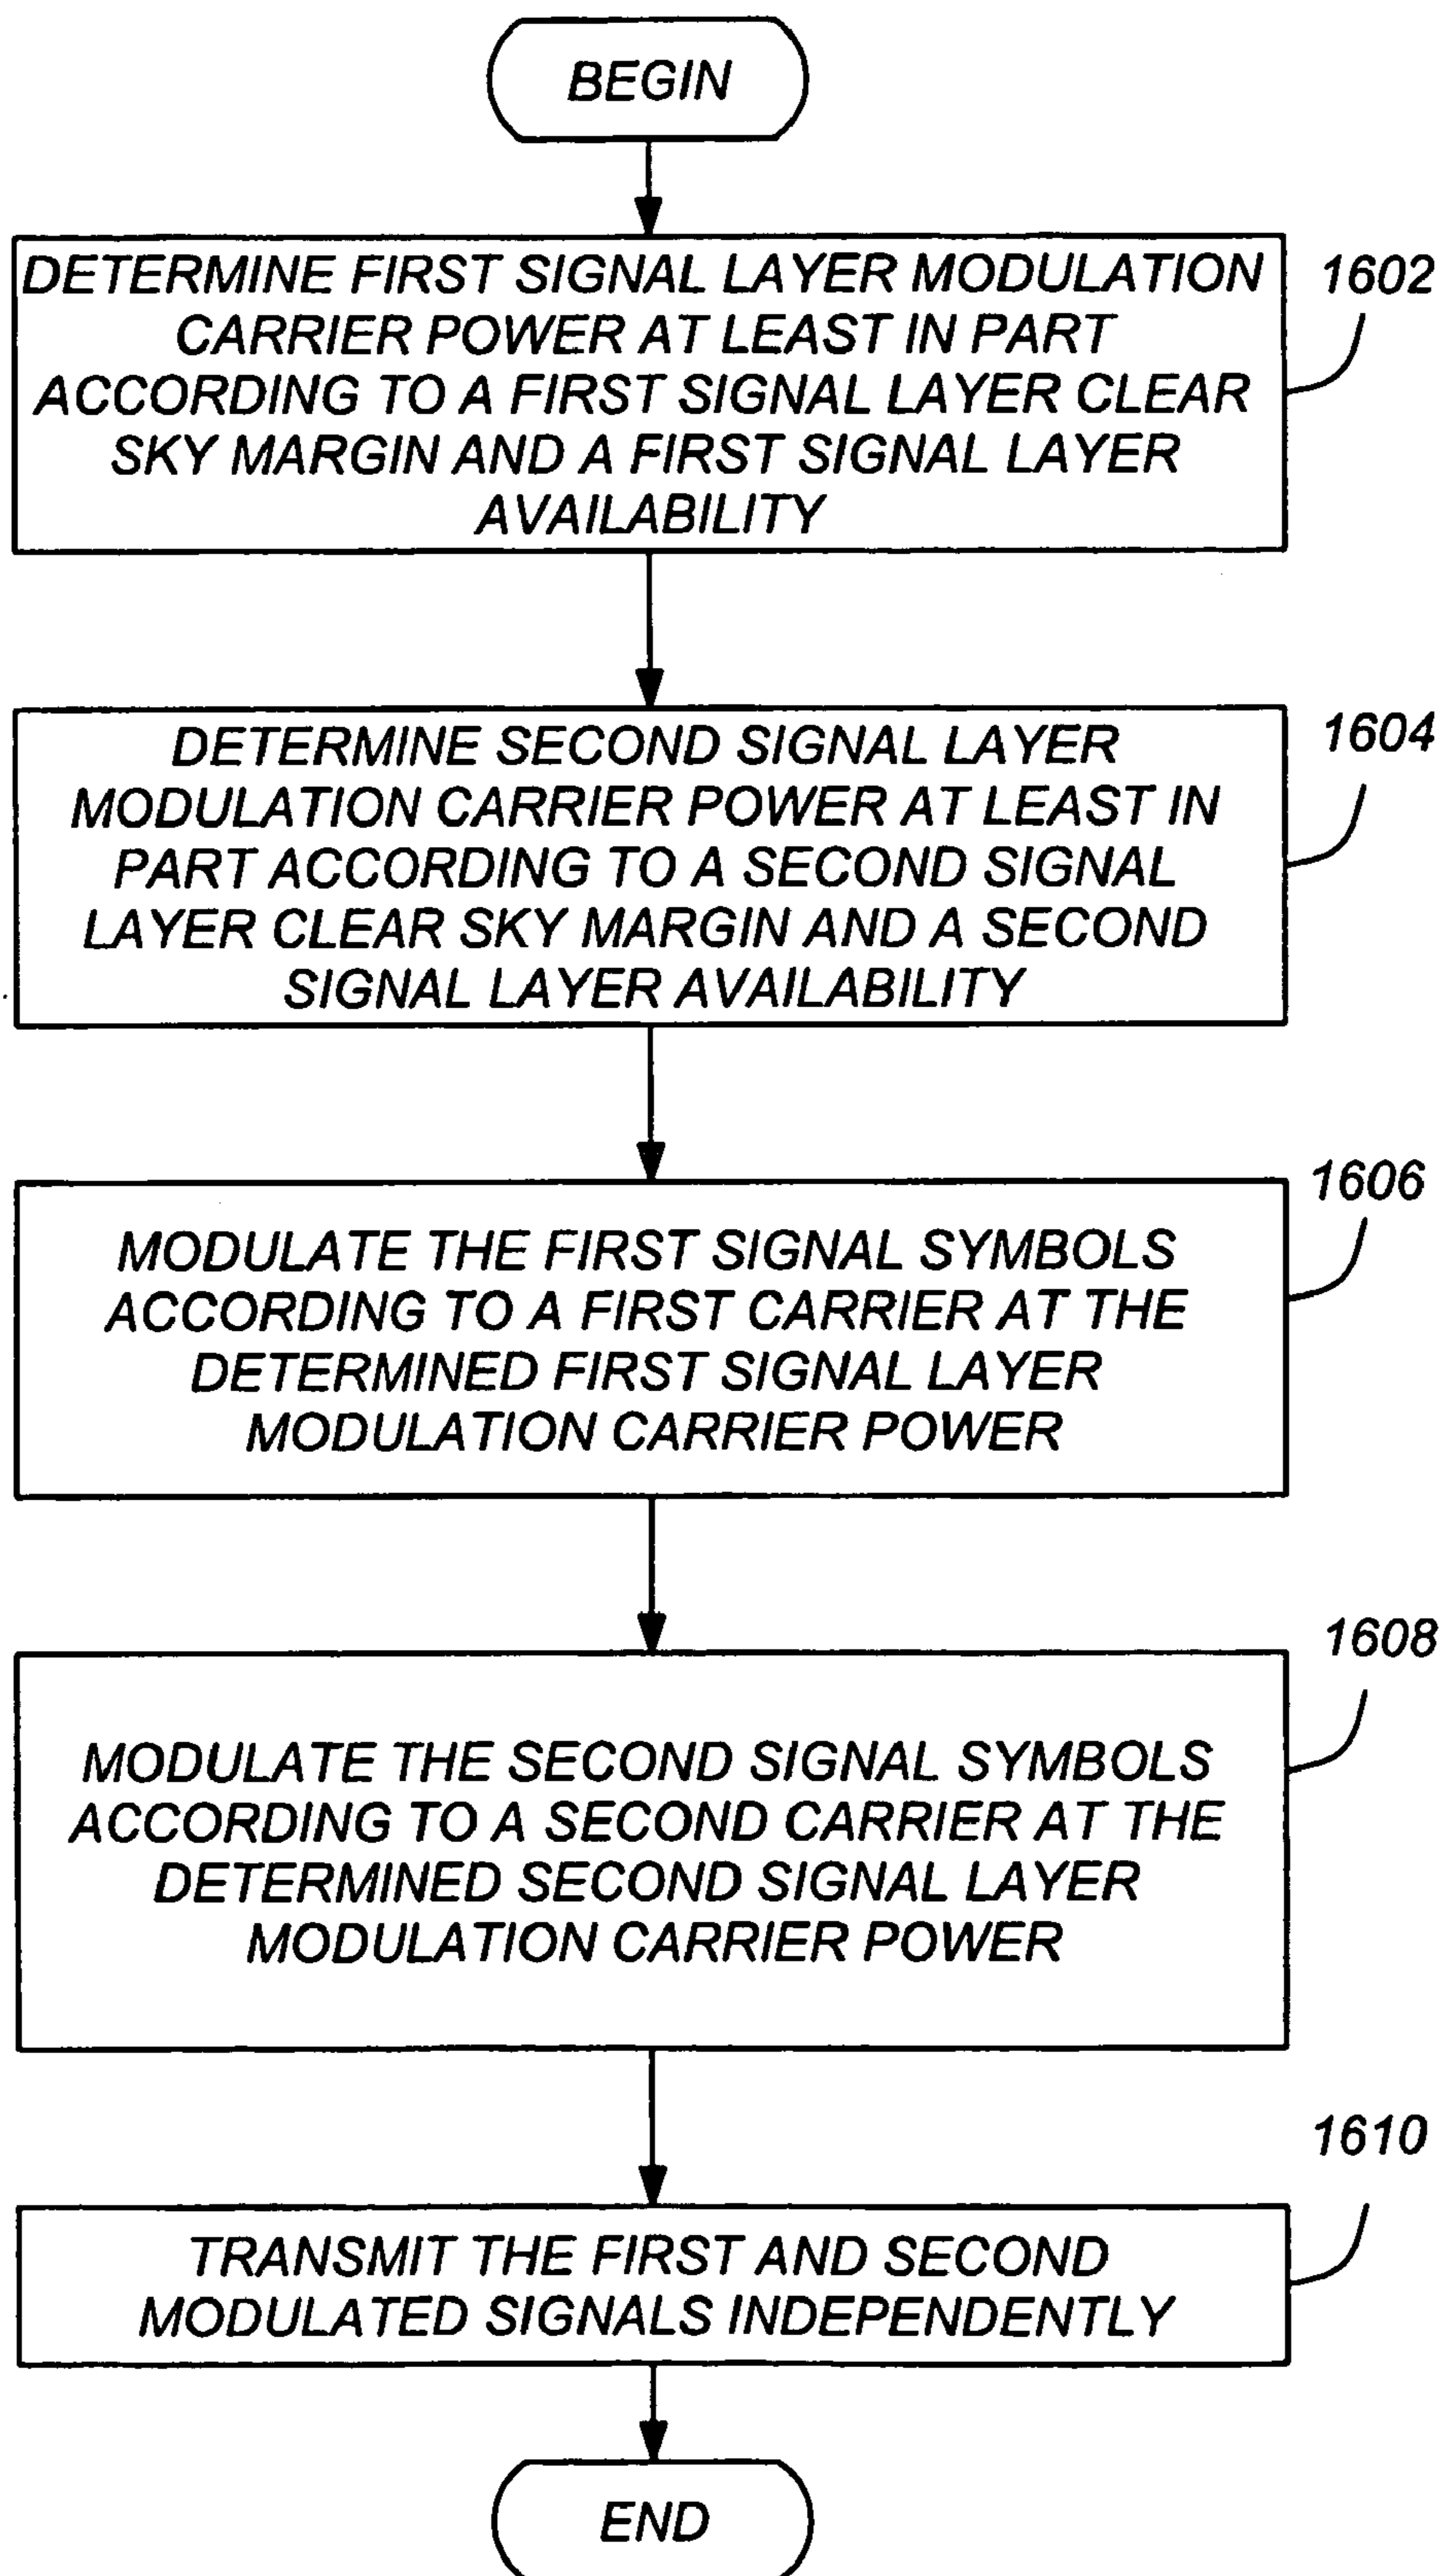 BEGIN
DETERMINE FIRST SIGNAL LAYER MODULATION
CARRIER POWER AT LEAST IN PART
ACCORDING TO A FIRST SIGNAL LAYER CLEAR
SKY MARGIN AND A FIRST SIGNAL LAYER
AVAILABILITY
1602
DETERMINE SECOND SIGNAL LAYER
MODULATION CARRIER POWER AT LEAST IN
PART ACCORDING TO A SECOND SIGNAL
LAYER CLEAR SKY MARGIN AND A SECOND
SIGNAL LAYER AVAILABILITY
1604
MODULATE THE FIRST SIGNAL SYMBOLS
ACCORDING TO A FIRST CARRIER AT THE
DETERMINED FIRST SIGNAL LAYER
MODULATION CARRIER POWER
1606
MODULATE THE SECOND SIGNAL SYMBOLS
ACCORDING TO A SECOND CARRIER AT THE
DETERMINED SECOND SIGNAL LAYER
MODULATION CARRIER POWER
1608
TRANSMIT THE FIRST AND SECOND
MODULATED SIGNALS INDEPENDENTLY
1610
END